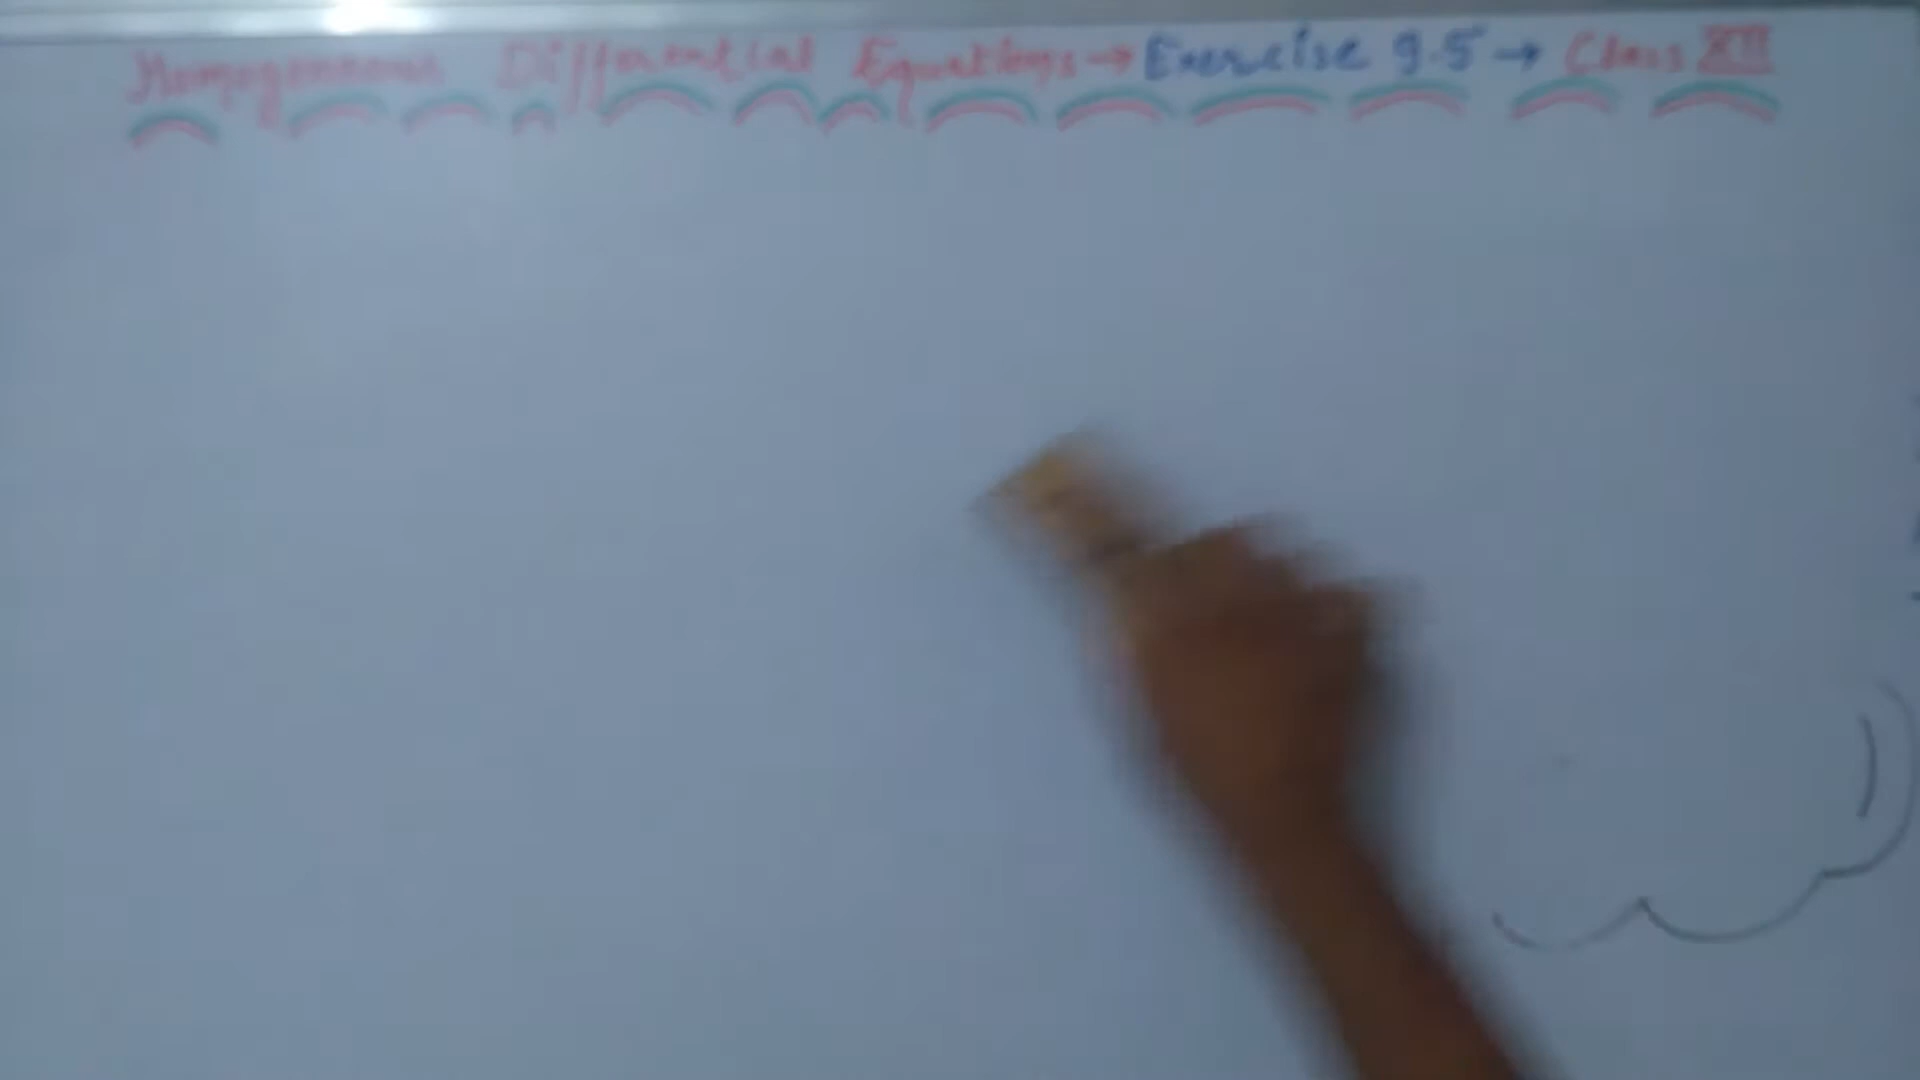 Homogeneous Differential Equations → Exercise 9.5 → Class XII